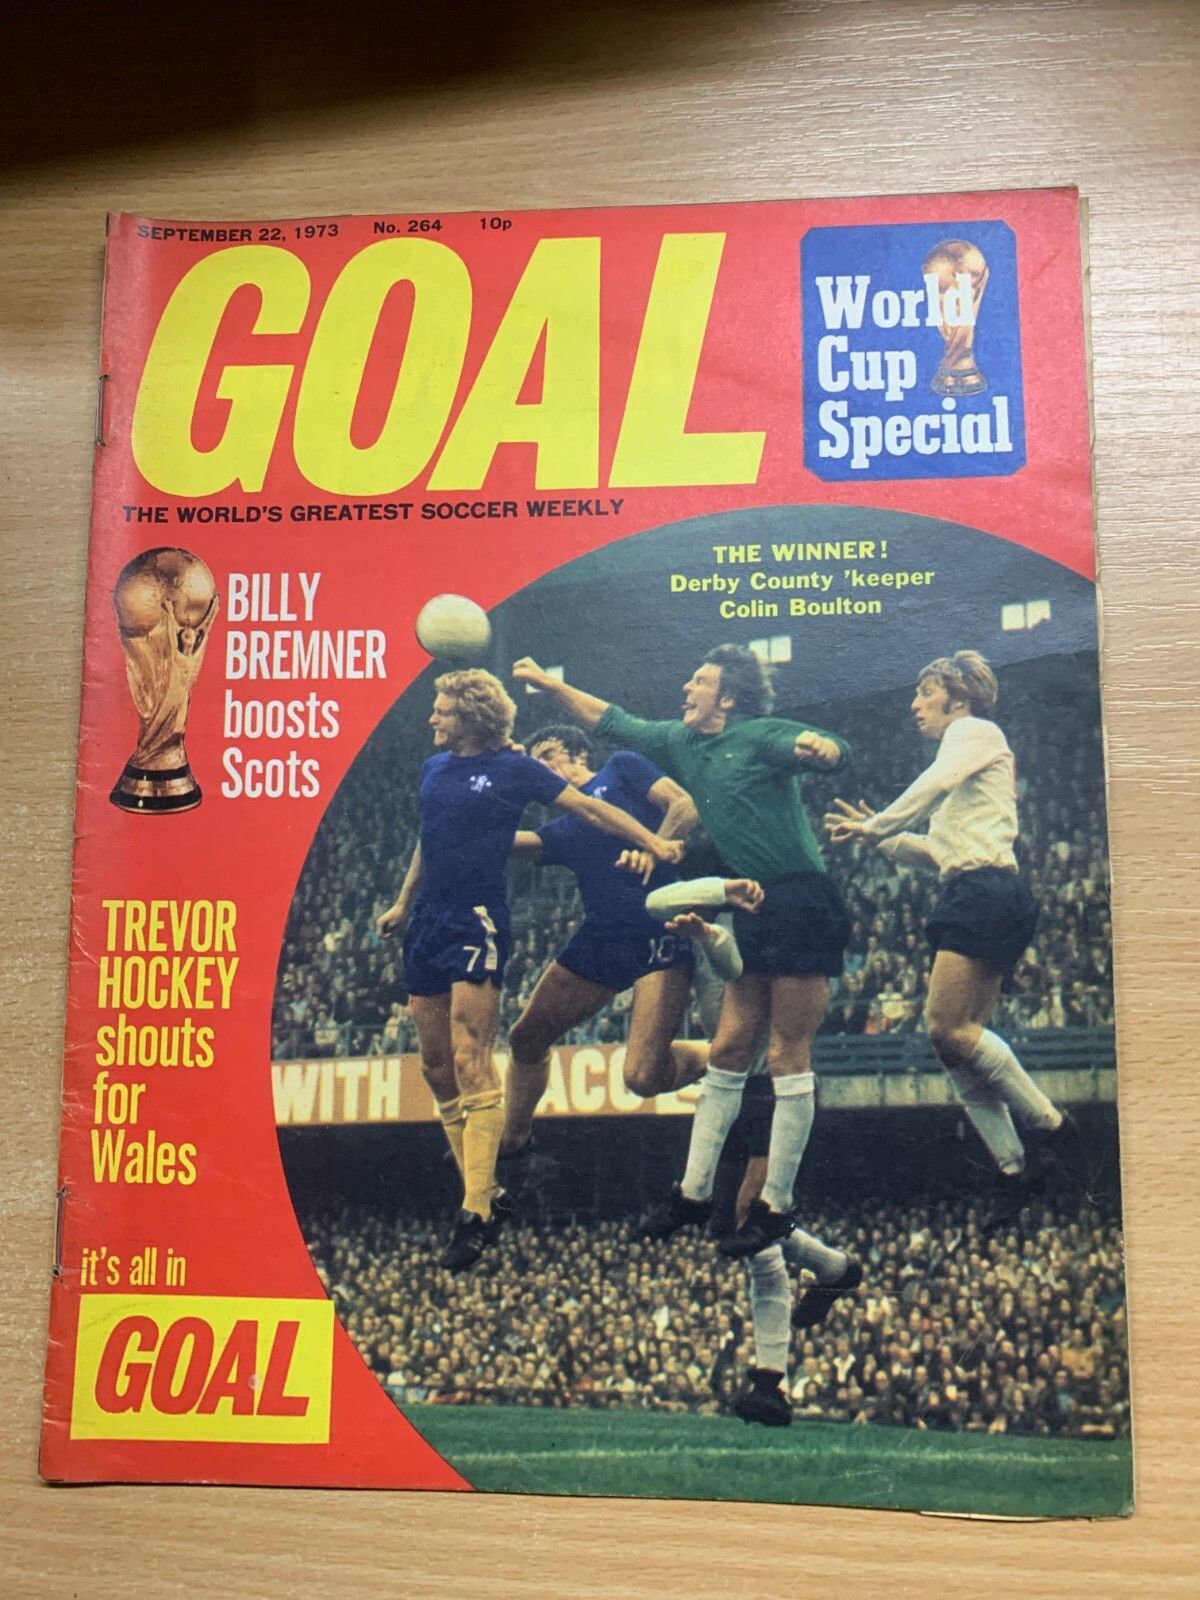 SEPTEMBER 22, 1973 No. 264 10p
GOAL
THE WORLD'S GREATEST SOCCER WEEKLY
World
Cup
Special
THE WINNER!
Derby County 'keeper
Colin Boulton
BILLY
BREMNER
boosts
Scots
TREVOR
HOCKEY
shouts
for
Wales
it's all in
GOAL
7
10
WITH